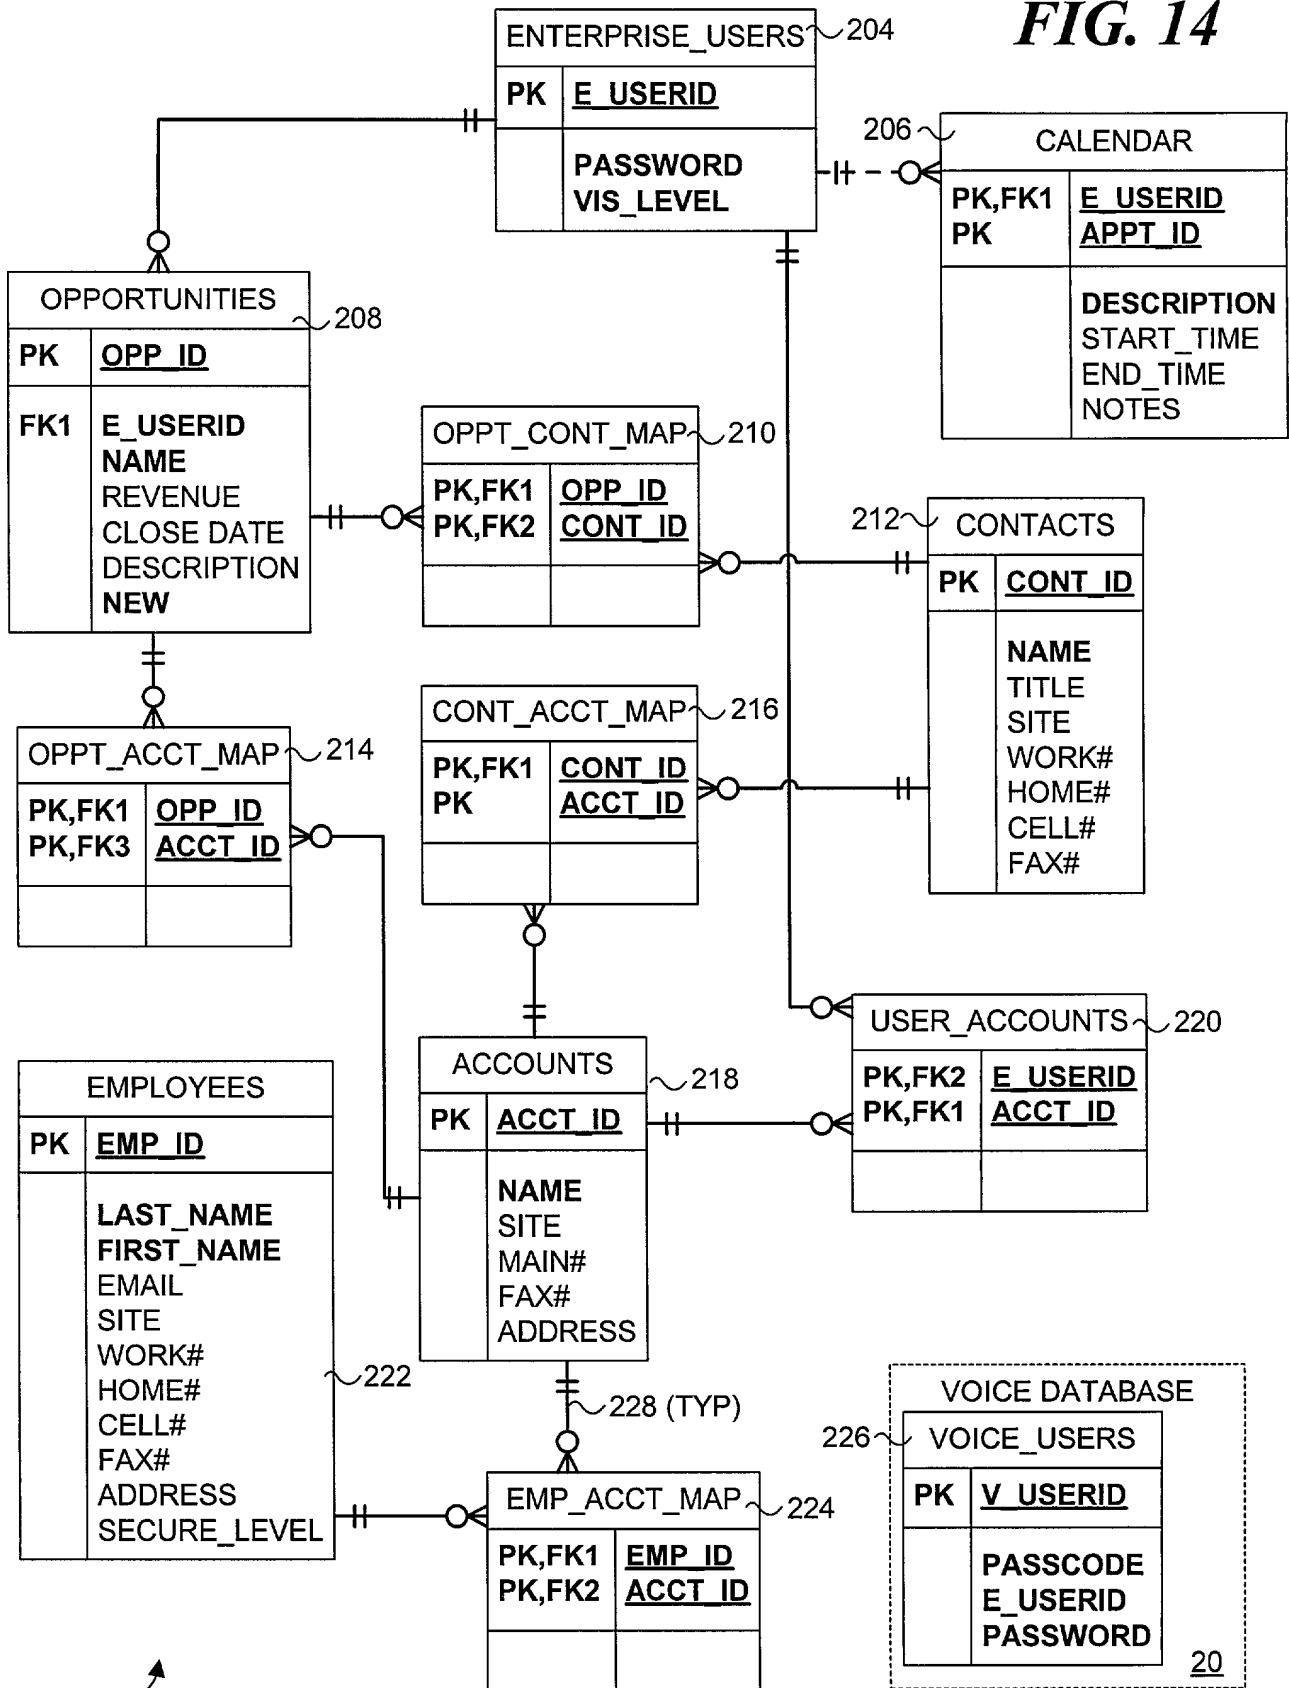 FIG. 14
ENTERPRISE_USERS 204
PK E_USERID
PASSWORD
VIS_LEVEL
206 CALENDAR
PK,FK1 E_USERID
PK APPT_ID
DESCRIPTION
START_TIME
END_TIME
NOTES
OPPORTUNITIES
208
PK OPP_ID
FK1 E_USERID
NAME
REVENUE
CLOSE DATE
DESCRIPTION
NEW
OPPT_CONT_MAP 210
PK,FK1 OPP_ID
PK,FK2 CONT_ID
212 CONTACTS
PK CONT_ID
NAME
TITLE
SITE
WORK#
HOME#
CELL#
FAX#
OPPT_ACCT_MAP 214
PK,FK1 OPP_ID
PK,FK3 ACCT_ID
CONT_ACCT_MAP 216
PK,FK1 CONT_ID
PK ACCT_ID
USER_ACCOUNTS 220
PK,FK2 E_USERID
PK,FK1 ACCT_ID
ACCOUNTS
218
PK ACCT_ID
NAME
SITE
MAIN#
FAX#
ADDRESS
EMPLOYEES
PK EMP_ID
LAST_NAME
FIRST_NAME
EMAIL
SITE
WORK#
HOME#
222
CELL#
FAX#
ADDRESS
SECURE_LEVEL
228 (TYP)
EMP_ACCT_MAP 224
PK,FK1 EMP_ID
PK,FK2 ACCT_ID
VOICE DATABASE
226 VOICE_USERS
PK V_USERID
PASSCODE
E_USERID
PASSWORD
20